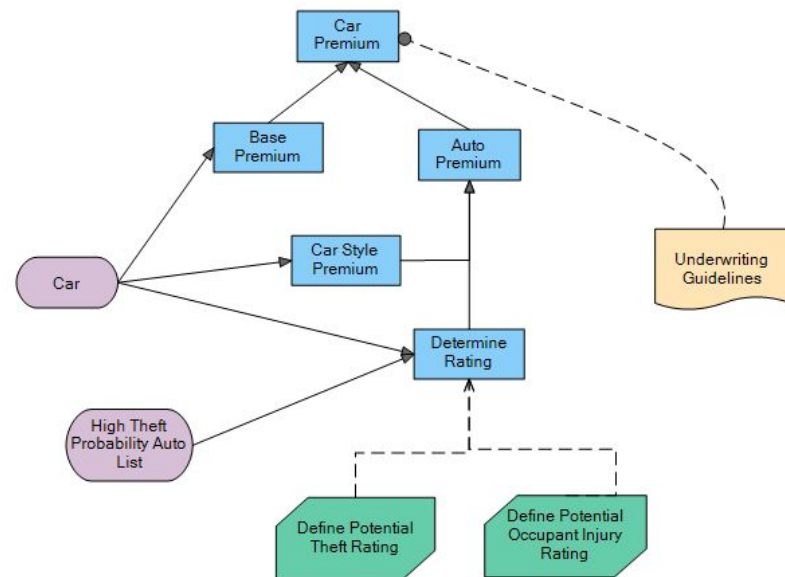 Car
Premium
Base
Premium
Auto
Premium
Car Style
Premium
Underwriting
Guidelines
Car
Determine
Rating
High Theft
Probability Auto
List
Define Potential
Theft Rating
Define Potential
Occupant Injury
Rating